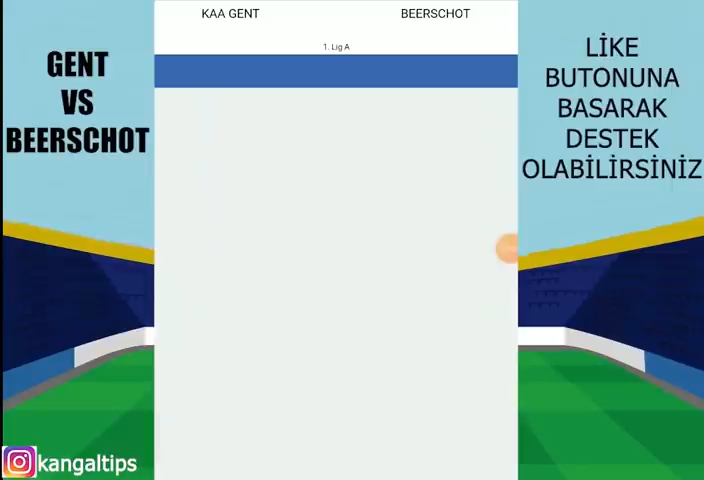 KAA GENT
BEERSCHOT
1. Lig A
GENT
VS
BEERSCHOT
LİKE
BUTONUNA
BASARAK
DESTEK
OLABİLİRSİNİZ
kangaltips